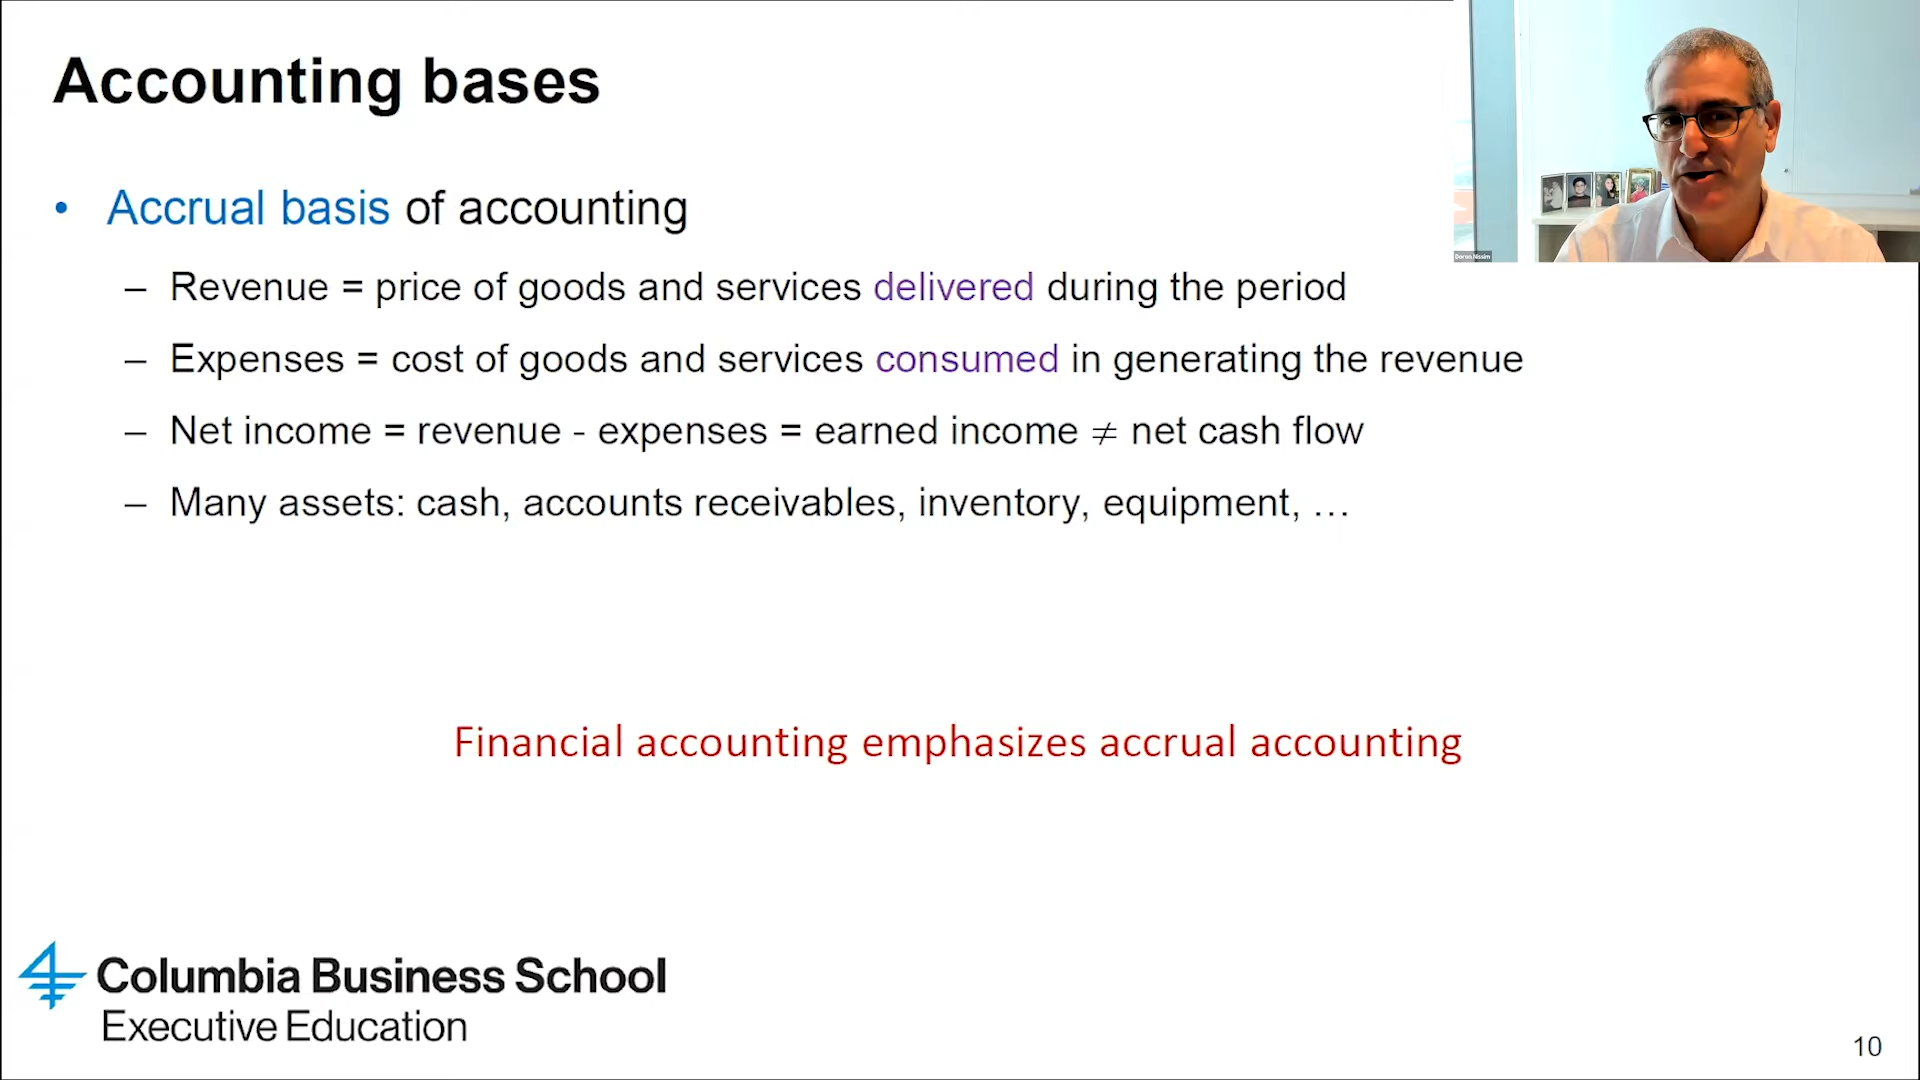 Accounting bases
• Accrual basis of accounting
– Revenue = price of goods and services delivered during the period
– Expenses = cost of goods and services consumed in generating the revenue
– Net income = revenue - expenses = earned income ≠ net cash flow
– Many assets: cash, accounts receivables, inventory, equipment, …
Financial accounting emphasizes accrual accounting
Columbia Business School
Executive Education
10
Doron Nissim